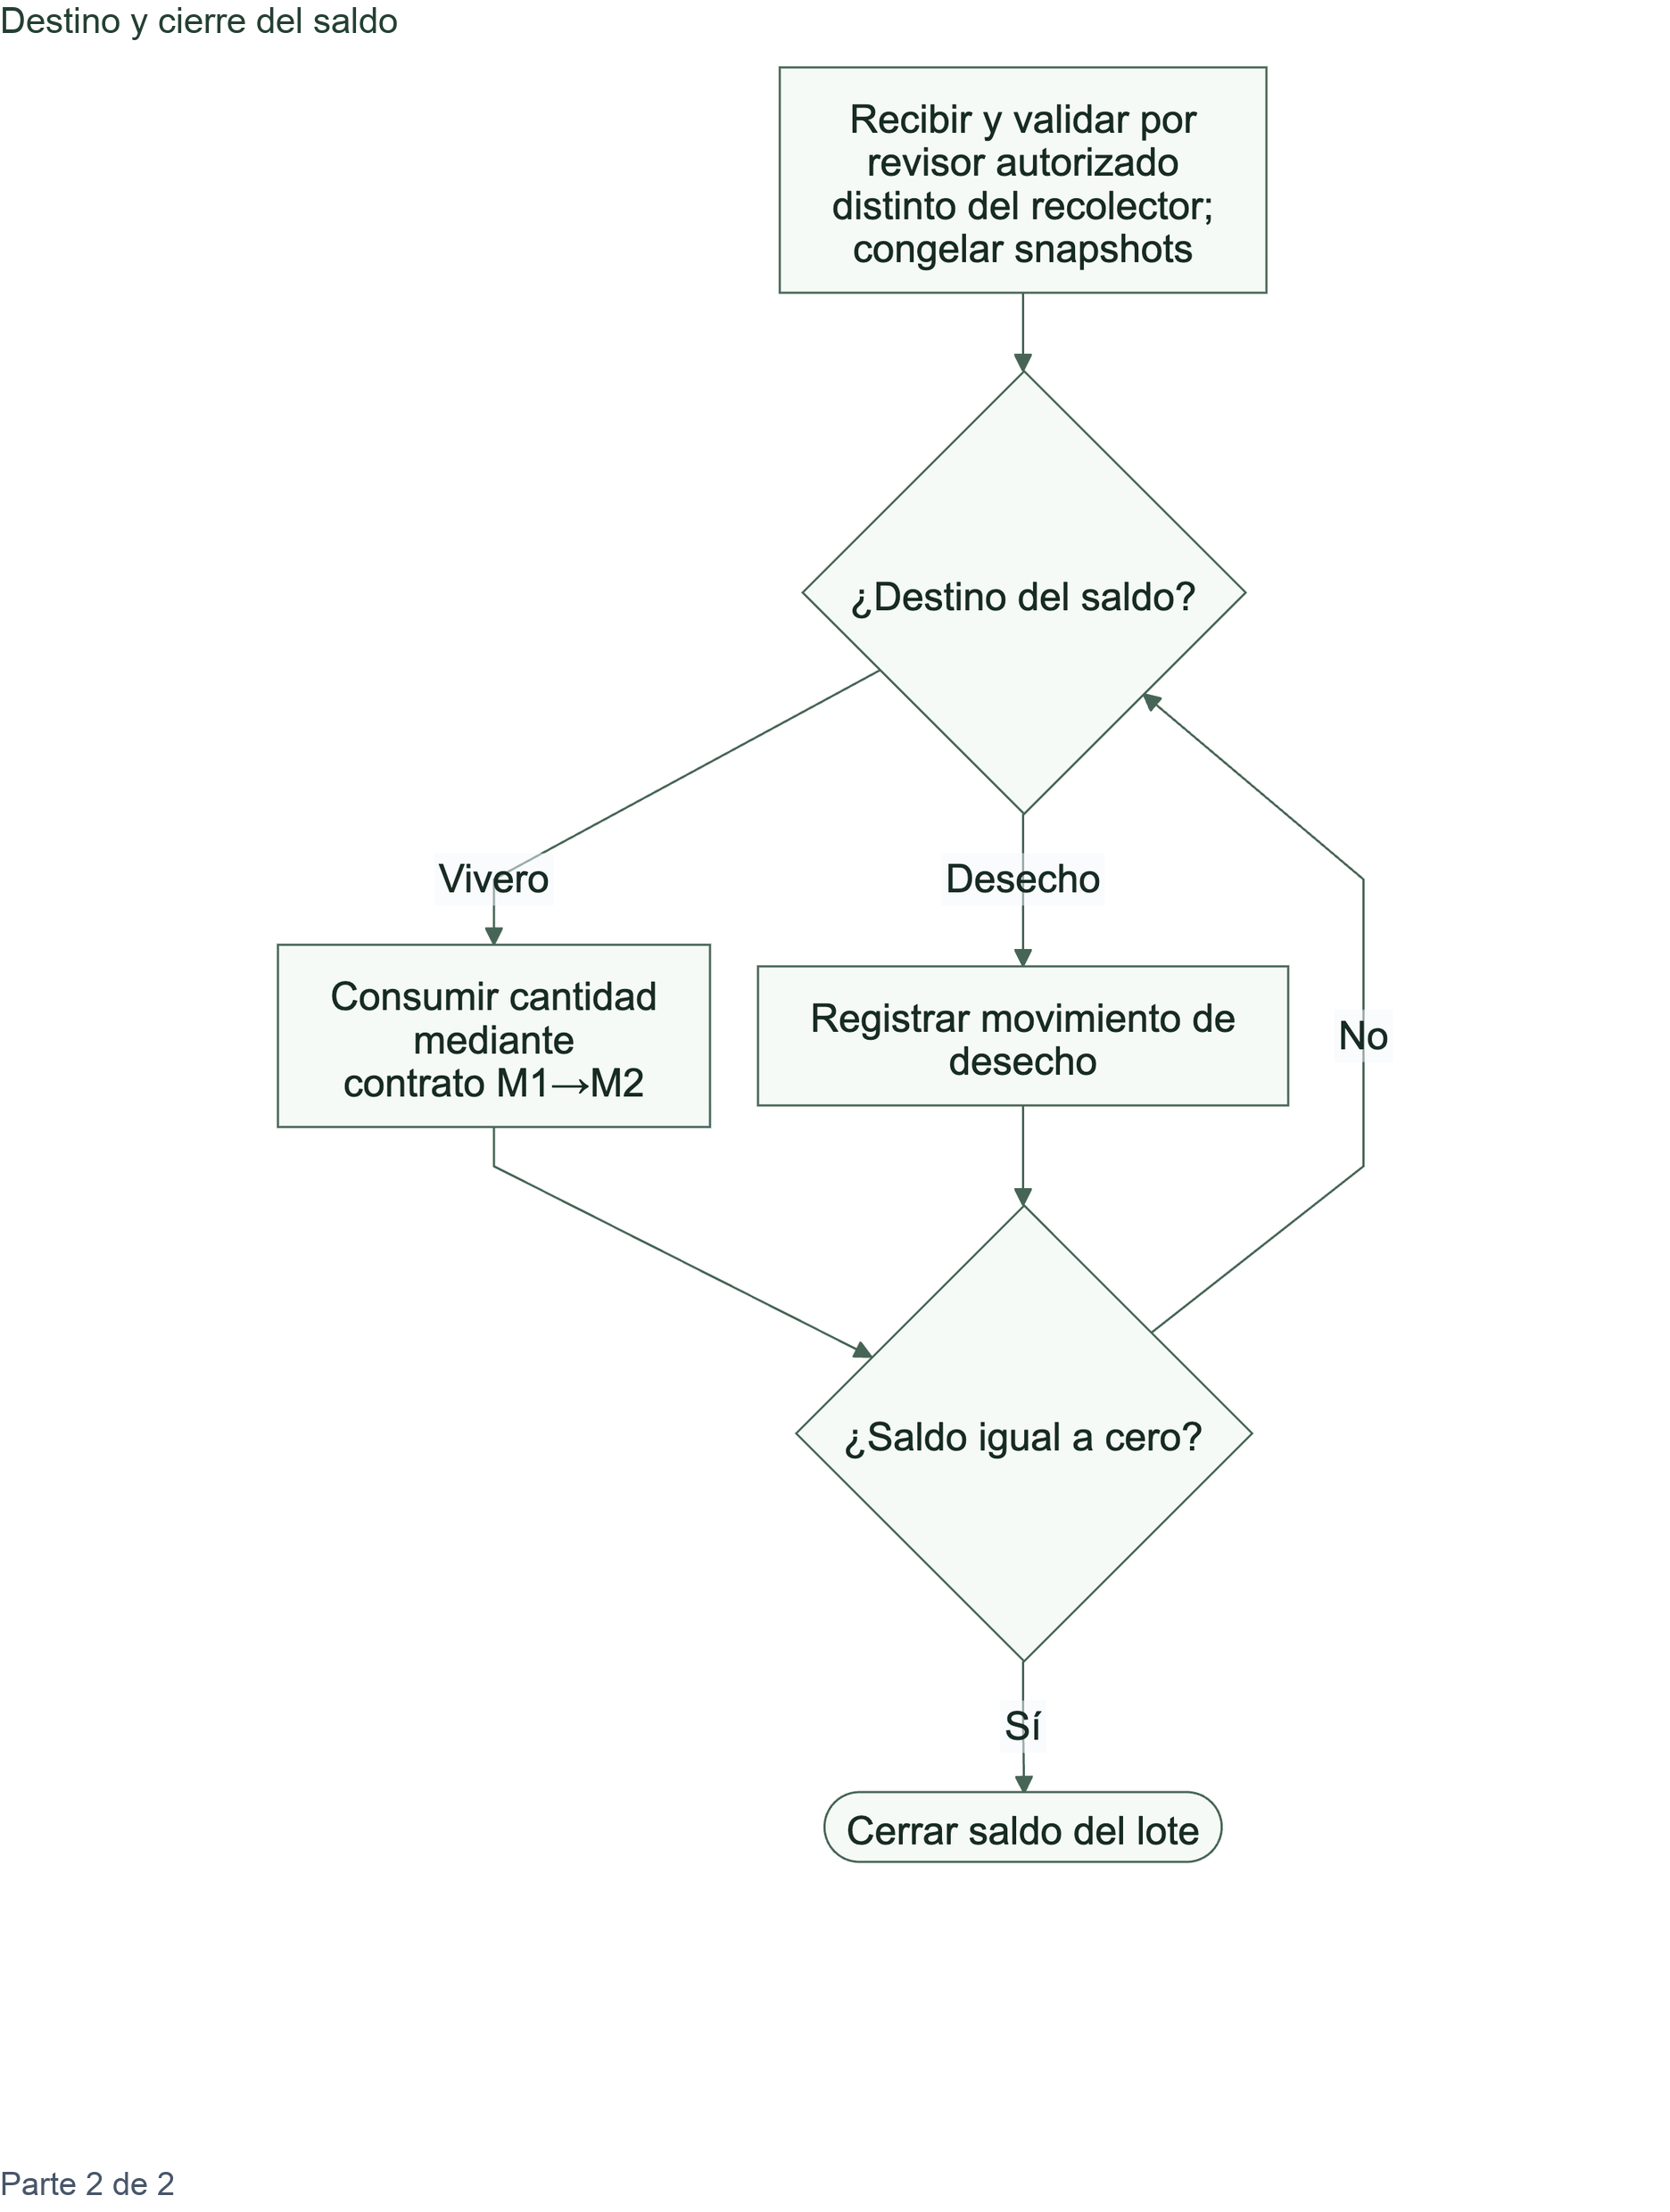 Destino y cierre del saldo
Recibir y validar por
revisor autorizado
distinto del recolector;
congelar snapshots
¿Destino del saldo?
Vivero
Desecho
Consumir cantidad
mediante
contrato M1→M2
Registrar movimiento de
desecho
No
¿Saldo igual a cero?
Sí
Cerrar saldo del lote
Parte 2 de 2